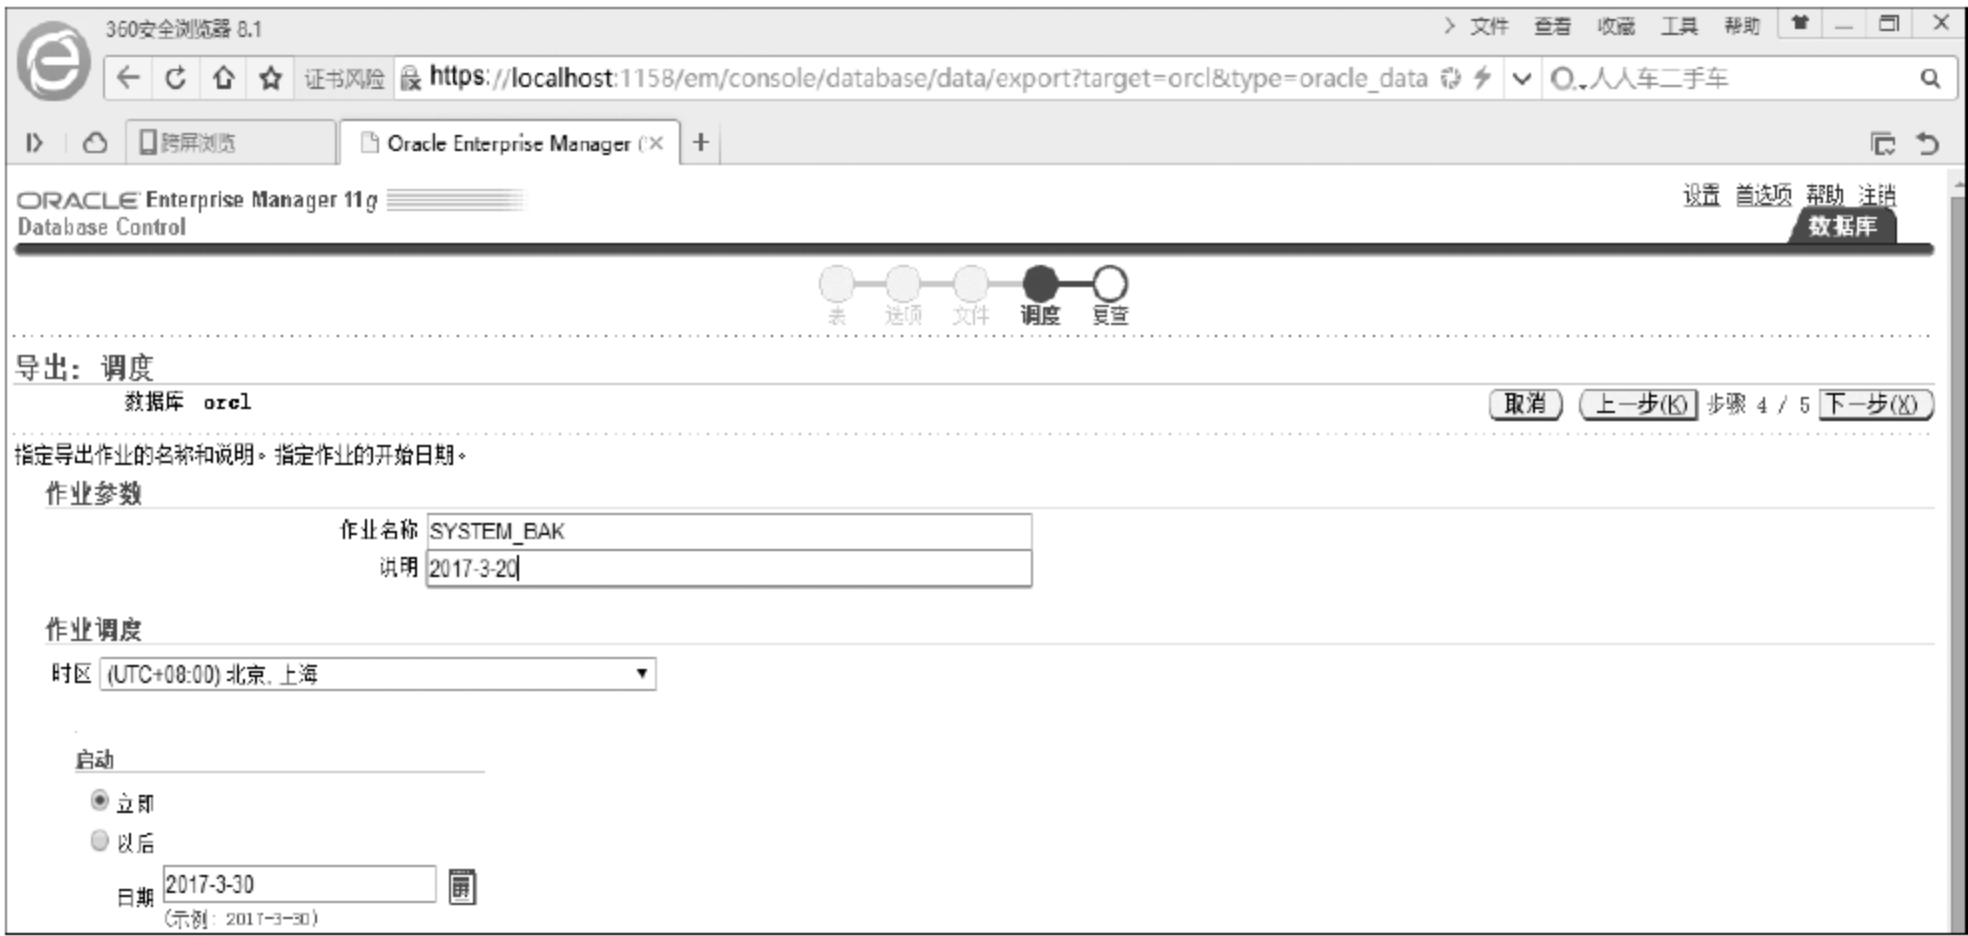 360安全浏览器 8.1
文件 查看 收藏 工具 帮助
证书风险 https://localhost:1158/em/console/database/data/export?target=orcl&type=oracle_data 人人车二手车
跨屏浏览 Oracle Enterprise Manager (
ORACLE Enterprise Manager 11g
Database Control
设置 首选项 帮助 注销
数据库
表 选项 文件 调度 复查
导出: 调度
数据库 orcl
取消 上一步(K) 步骤 4 / 5 下一步(X)
指定导出作业的名称和说明。指定作业的开始日期。
作业参数
作业名称 SYSTEM_BAK
说明 2017-3-20
作业调度
时区 (UTC+08:00) 北京, 上海
启动
立即
以后
日期 2017-3-30
(示例: 2017-3-30)